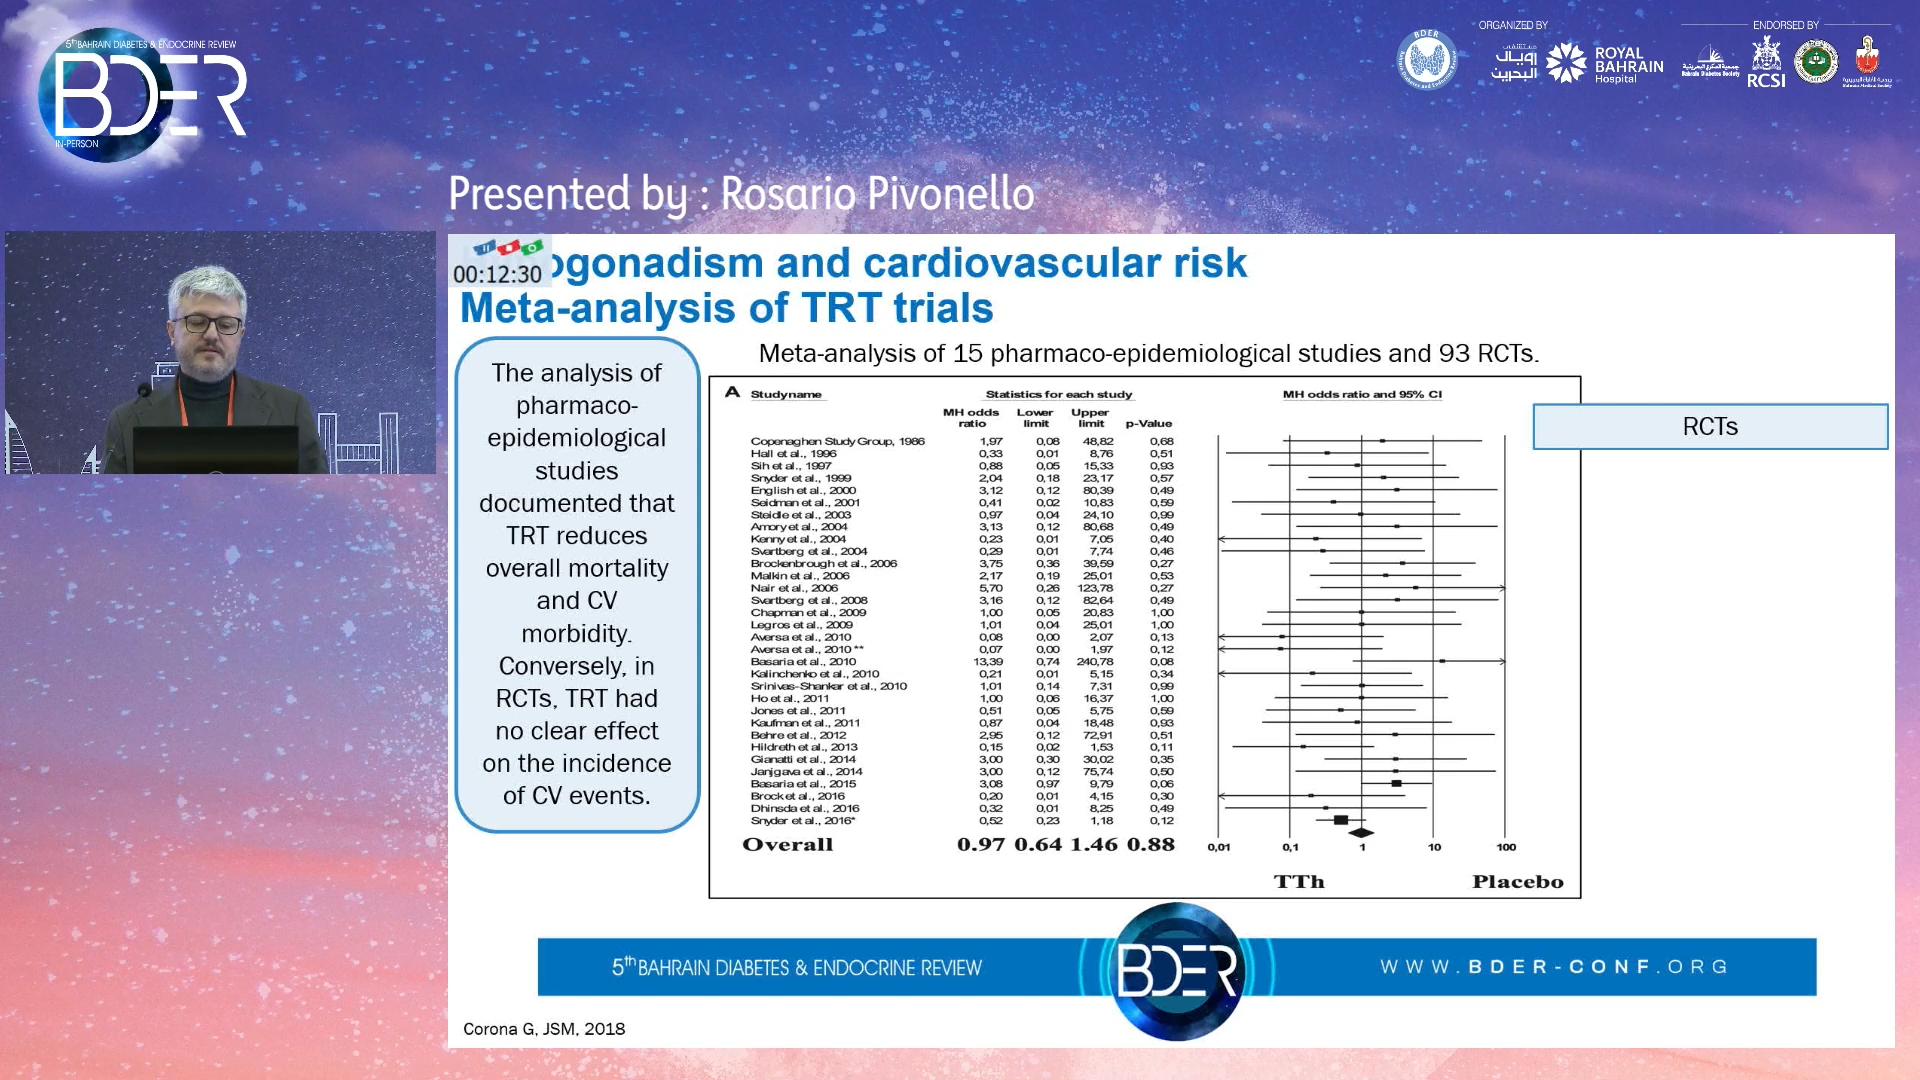 5th BAHRAIN DIABETES & ENDOCRINE REVIEW
BDER
IN-PERSON
ORGANIZED BY
ENDORSED BY
BDER
رويال
البحرين
ROYAL
BAHRAIN
Hospital
Bahrain Diabetes Society
RCSI
Bahrain Medical Society
Presented by : Rosario Pivonello
00:12:30
ogonadism and cardiovascular risk
Meta-analysis of TRT trials
The analysis of
pharmaco-
epidemiological
studies
documented that
TRT reduces
overall mortality
and CV
morbidity.
Conversely, in
RCTs, TRT had
no clear effect
on the incidence
of CV events.
Meta-analysis of 15 pharmaco-epidemiological studies and 93 RCTs.
RCTs
A Study name Statistics for each study MH odds ratio and 95% CI
MH odds ratio Lower limit Upper limit p-Value
Copenaghen Study Group, 1986 1,97 0,08 48,82 0,68
Hall et al., 1996 0,33 0,01 8,76 0,51
Sih et al., 1997 0,88 0,05 15,33 0,93
Snyder et al., 1999 2,04 0,18 23,17 0,57
English et al., 2000 3,12 0,12 80,39 0,49
Seidman et al., 2001 0,41 0,02 10,83 0,59
Steidle et al., 2003 0,97 0,04 24,10 0,99
Amory et al., 2004 3,13 0,12 80,68 0,49
Kenny et al., 2004 0,23 0,01 7,05 0,40
Svartberg et al., 2004 0,29 0,01 7,74 0,46
Brockenbrough et al., 2006 3,75 0,36 39,59 0,27
Malkin et al., 2006 2,17 0,19 25,01 0,53
Nair et al., 2006 5,70 0,26 123,78 0,27
Svartberg et al., 2008 3,16 0,12 82,64 0,49
Chapman et al., 2009 1,00 0,05 20,83 1,00
Legros et al., 2009 1,01 0,04 25,01 1,00
Aversa et al., 2010 0,08 0,00 2,07 0,13
Aversa et al., 2010 ** 0,07 0,00 1,97 0,12
Basaria et al., 2010 13,39 0,74 240,78 0,08
Kalinchenko et al., 2010 0,21 0,01 5,15 0,34
Srinivas-Shankar et al., 2010 1,01 0,14 7,31 0,99
Ho et al., 2011 1,00 0,06 16,37 1,00
Jones et al., 2011 0,51 0,05 5,75 0,59
Kaufman et al., 2011 0,87 0,04 18,48 0,93
Behre et al., 2012 2,95 0,12 72,91 0,51
Hildreth et al., 2013 0,15 0,02 1,53 0,11
Gianatti et al., 2014 3,00 0,30 30,02 0,35
Janjgava et al., 2014 3,00 0,12 75,74 0,50
Basaria et al., 2015 3,08 0,97 9,79 0,06
Brock et al., 2016 0,20 0,01 4,15 0,30
Dhinsda et al., 2016 0,32 0,01 8,25 0,49
Snyder et al., 2016* 0,52 0,23 1,18 0,12
Overall 0.97 0.64 1.46 0.88
0,01 0,1 1 10 100
TTh Placebo
5th BAHRAIN DIABETES & ENDOCRINE REVIEW
BDER
WWW.BDER-CONF.ORG
Corona G, JSM, 2018